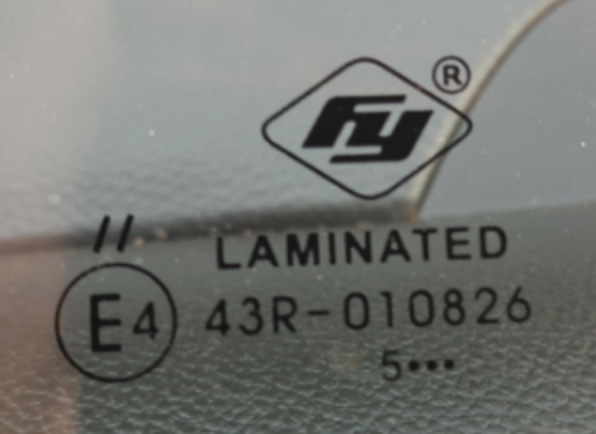 fy ®
//
LAMINATED
E4 43R-010826
5•••